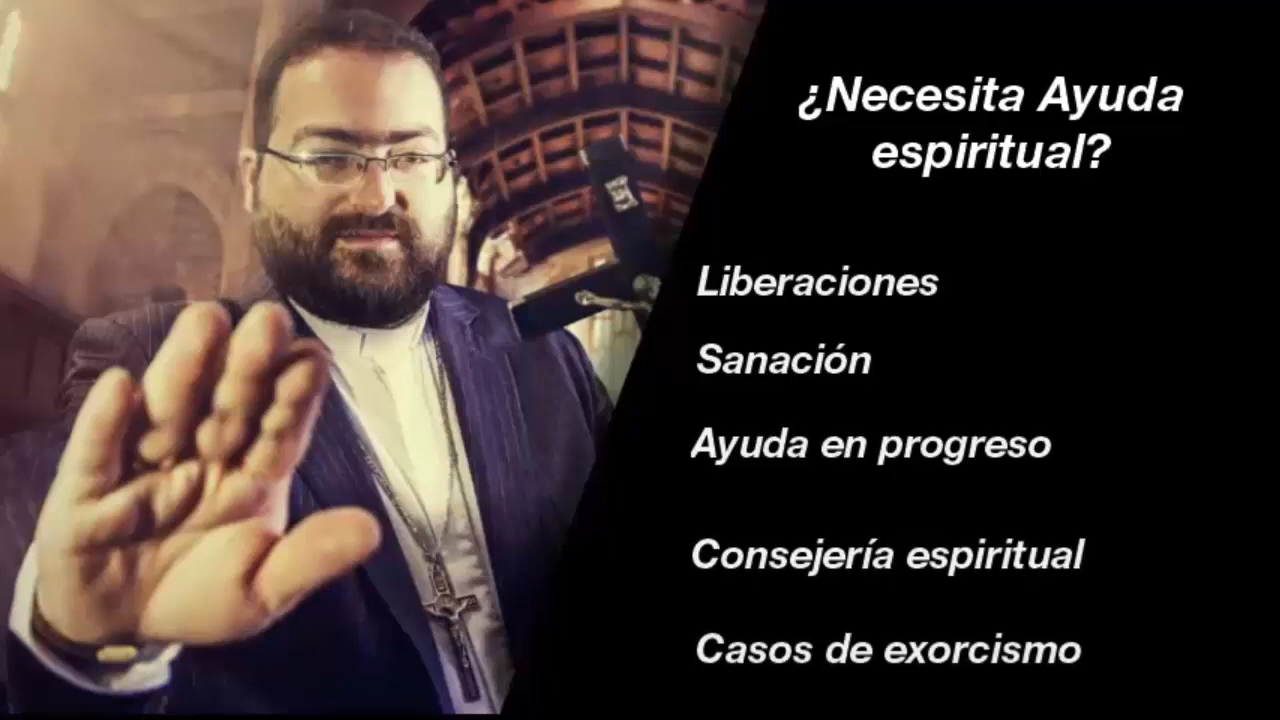 ¿Necesita Ayuda
espiritual?
Liberaciones
Sanación
Ayuda en progreso
Consejería espiritual
Casos de exorcismo